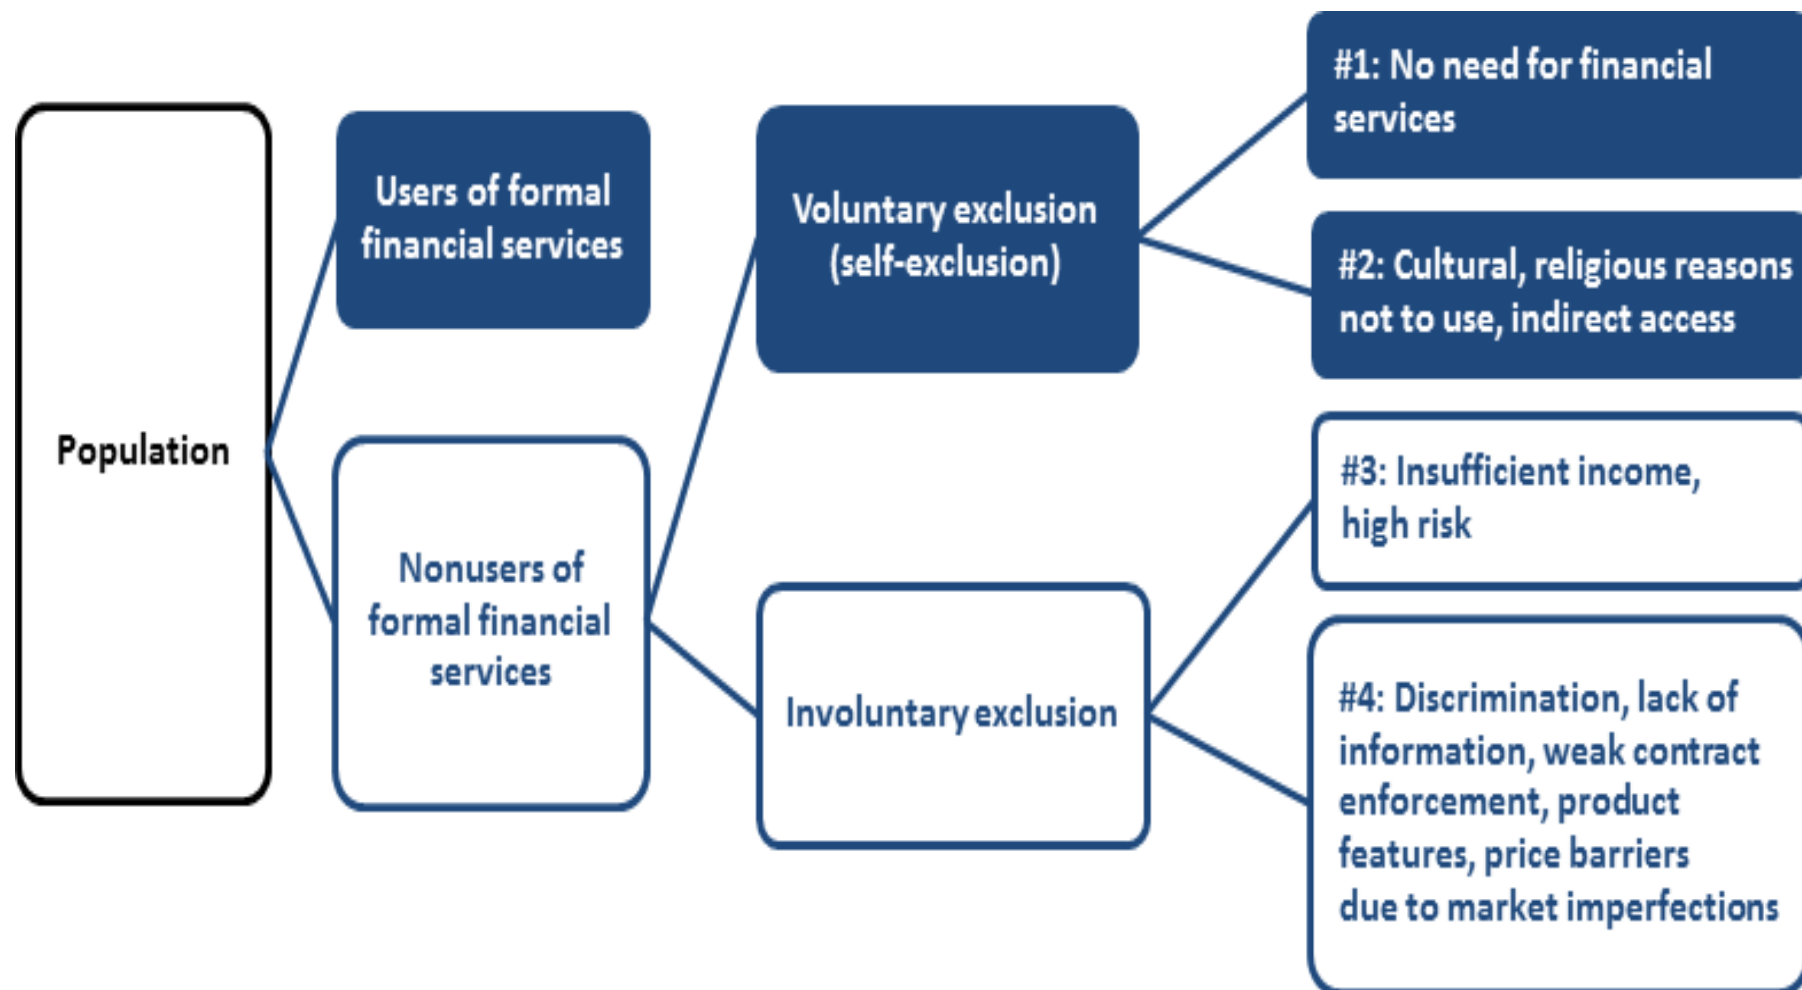 Population
Users of formal
financial services
Nonusers of
formal financial
services
Voluntary exclusion
(self-exclusion)
Involuntary exclusion
#1: No need for financial
services
#2: Cultural, religious reasons
not to use, indirect access
#3: Insufficient income,
high risk
#4: Discrimination, lack of
information, weak contract
enforcement, product
features, price barriers
due to market imperfections